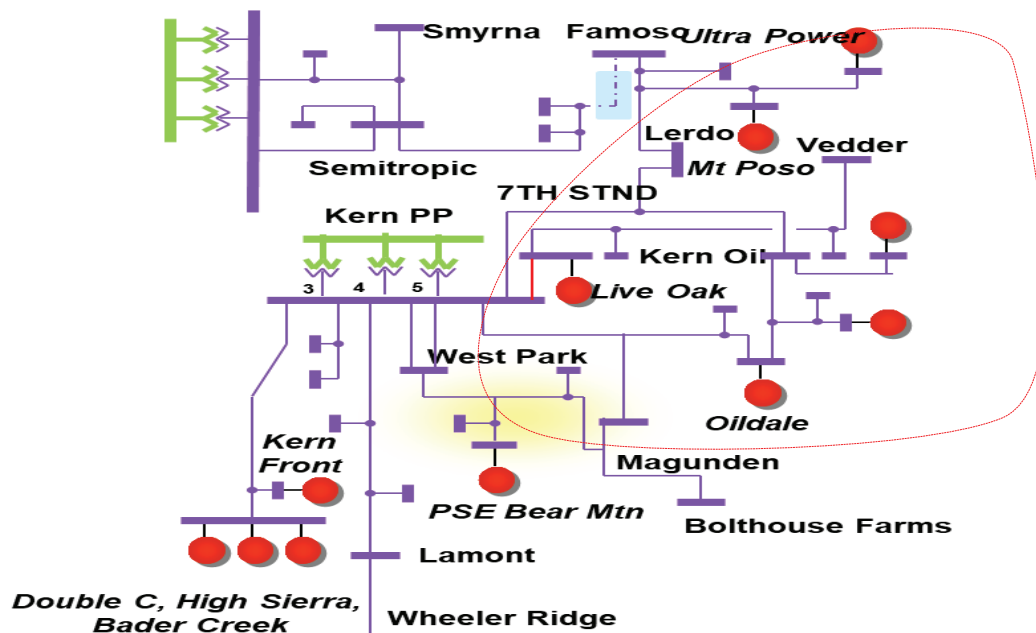 Smyrna
Famoso
Ultra Power
Lerdo
Vedder
Semitropic
Mt Poso
7TH STND
Kern PP
Kern Oil
3
4
5
Live Oak
West Park
Oildale
Kern
Front
Magunden
PSE Bear Mtn
Bolthouse Farms
Lamont
Double C, High Sierra,
Bader Creek
Wheeler Ridge